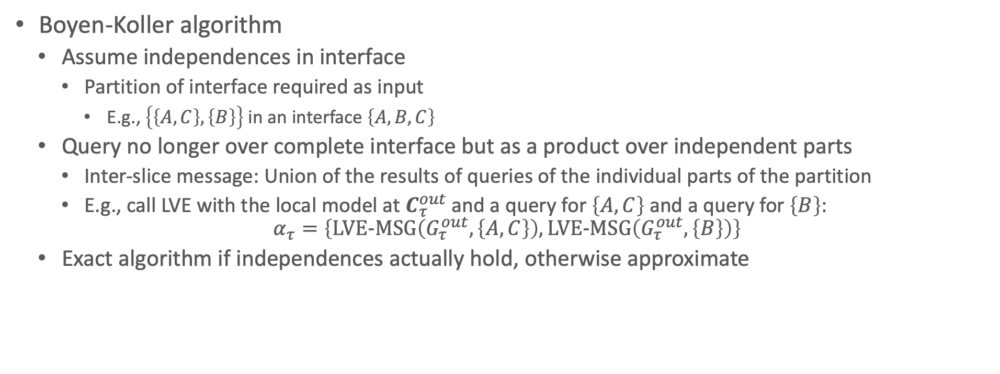 • Boyen-Koller algorithm
• Assume independences in interface
• Partition of interface required as input
• E.g., {{A, C}, {B}} in an interface {A, B, C}
• Query no longer over complete interface but as a product over independent parts
• Inter-slice message: Union of the results of queries of the individual parts of the partition
• E.g., call LVE with the local model at 𝑪_τ^out and a query for {A, C} and a query for {B}:
α_τ = {LVE-MSG(G_τ^out, {A, C}), LVE-MSG(G_τ^out, {B})}
• Exact algorithm if independences actually hold, otherwise approximate